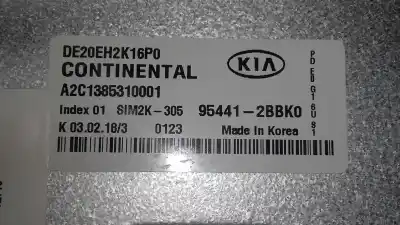 DE20EH2K16P0
CONTINENTAL
KIA
A2C1385310001
Index 01 SIM2K-305 95441-2BBK0
K 03.02.18/3 0123 Made in Korea